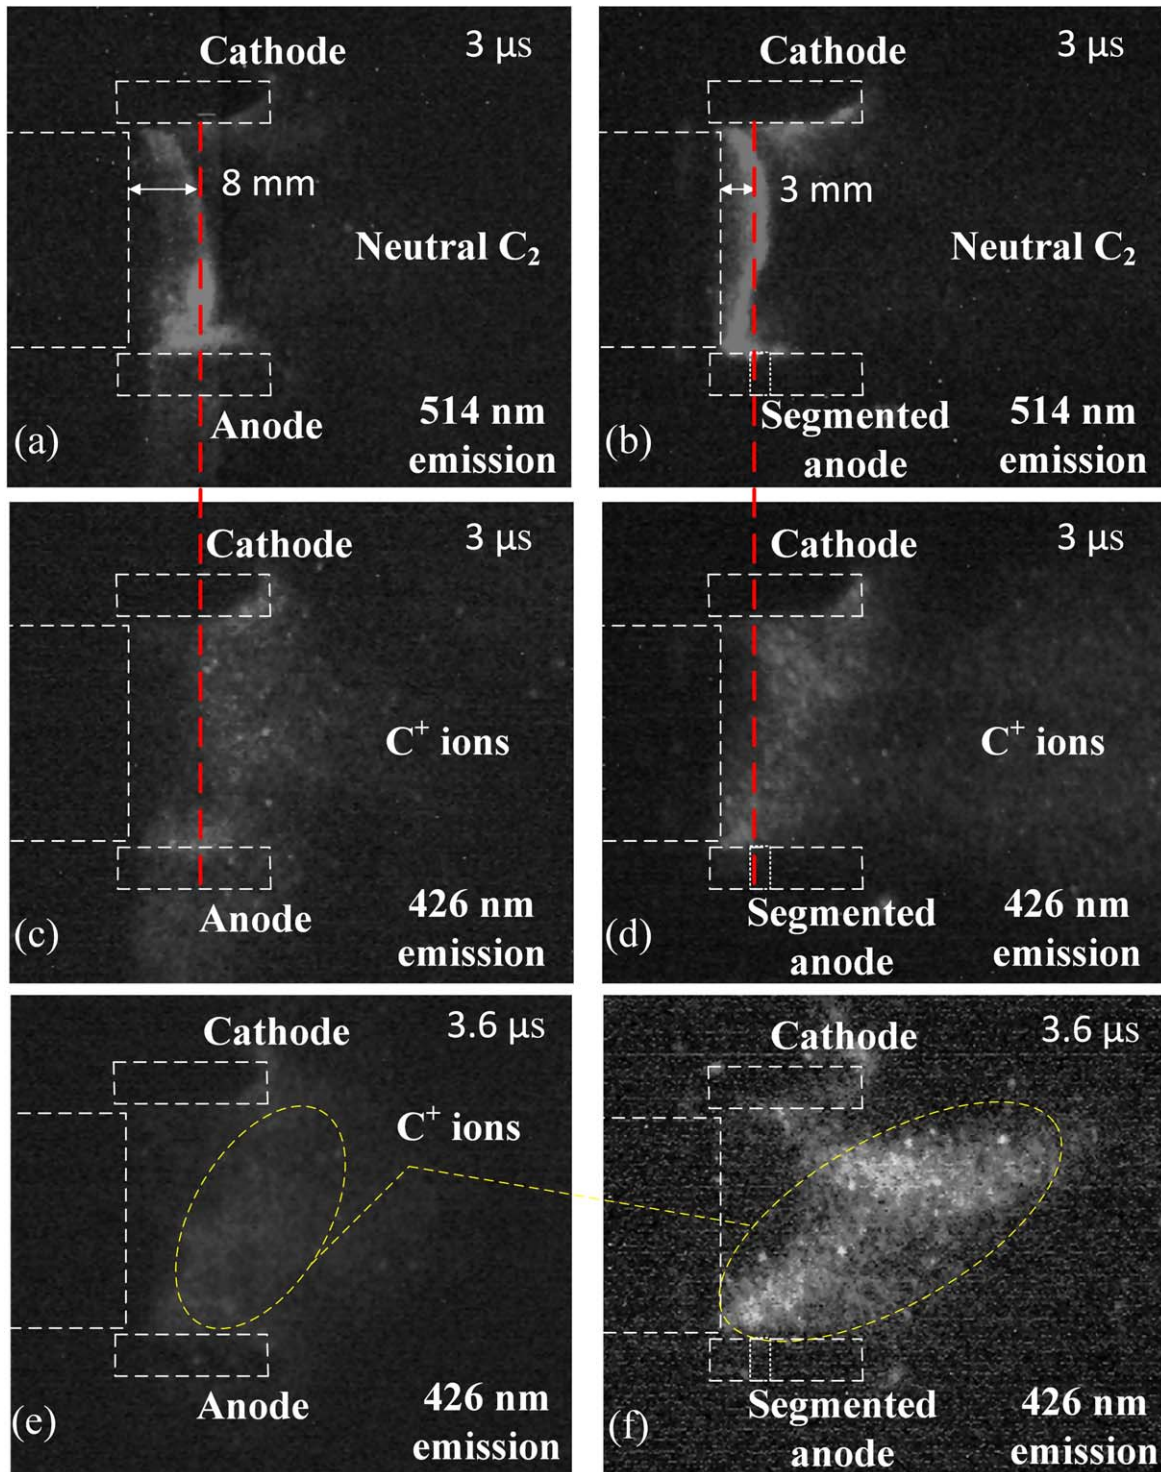 Cathode
3 μs
8 mm
Neutral C₂
Anode
514 nm
emission
(a)
Cathode
3 μs
3 mm
Neutral C₂
Segmented
anode
514 nm
emission
(b)
Cathode
3 μs
C⁺ ions
Anode
426 nm
emission
(c)
Cathode
3 μs
C⁺ ions
Segmented
anode
426 nm
emission
(d)
Cathode
3.6 μs
C⁺ ions
Anode
426 nm
emission
(e)
Cathode
3.6 μs
Segmented
anode
426 nm
emission
(f)